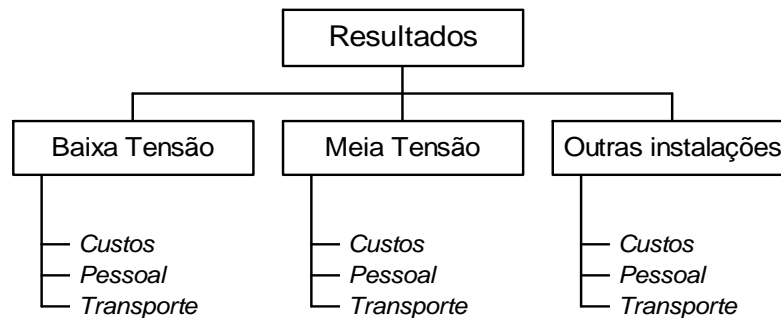 Resultados
Baixa Tensão
Meia Tensão
Outras instalações
Custos
Pessoal
Transporte
Custos
Pessoal
Transporte
Custos
Pessoal
Transporte